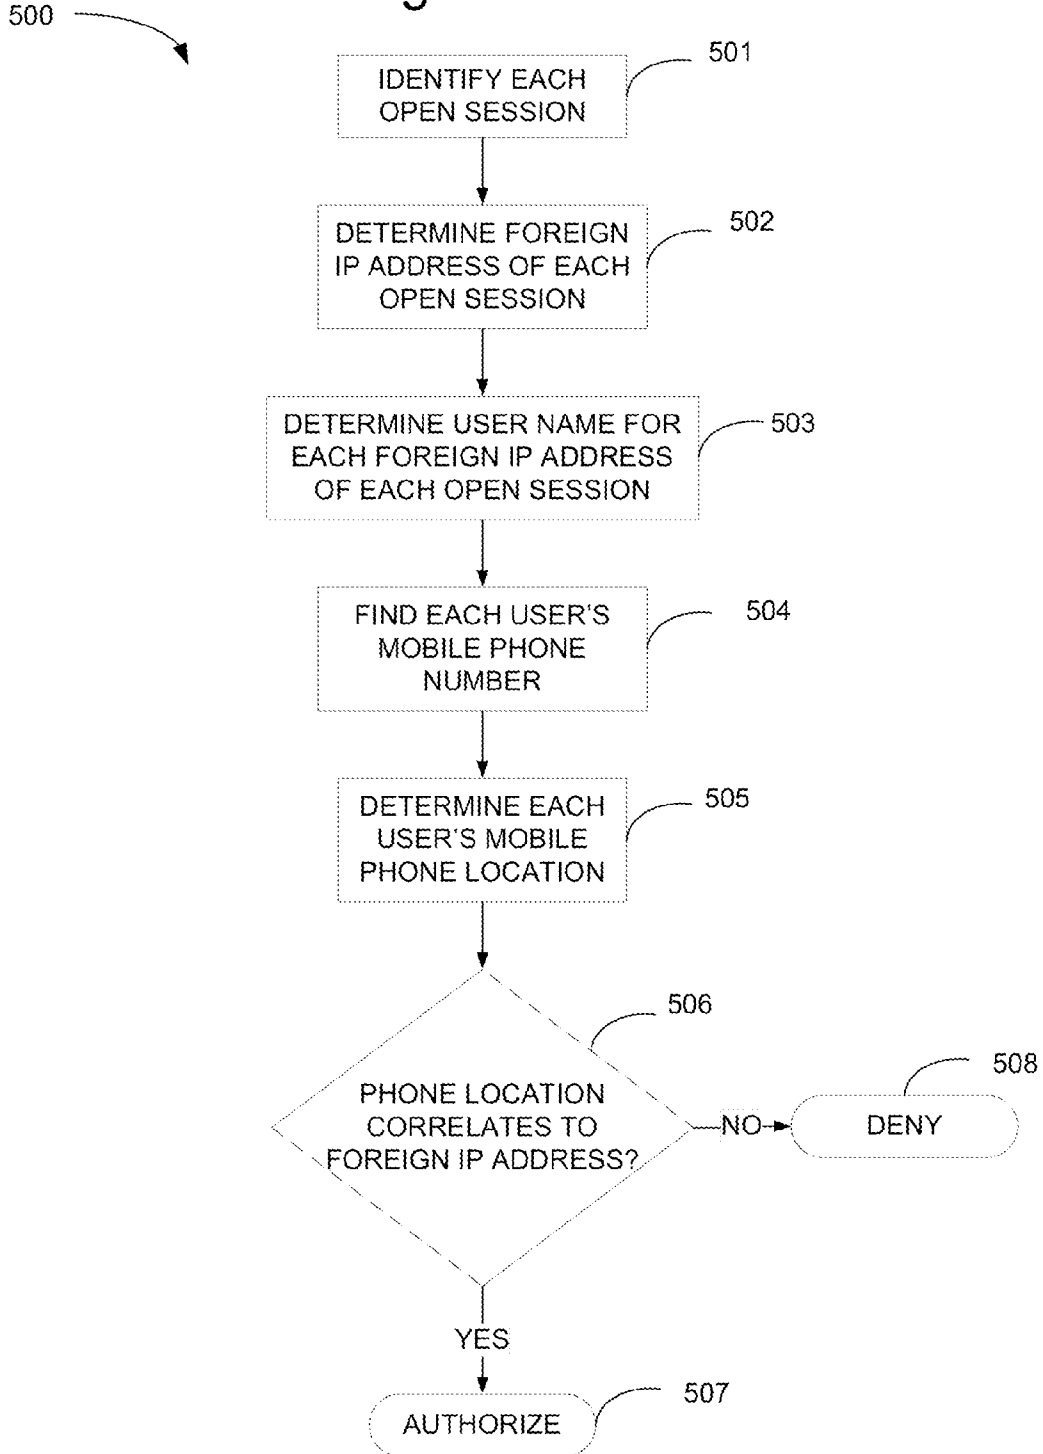 500
501
IDENTIFY EACH
OPEN SESSION
502
DETERMINE FOREIGN
IP ADDRESS OF EACH
OPEN SESSION
503
DETERMINE USER NAME FOR
EACH FOREIGN IP ADDRESS
OF EACH OPEN SESSION
504
FIND EACH USER'S
MOBILE PHONE
NUMBER
505
DETERMINE EACH
USER'S MOBILE
PHONE LOCATION
506
PHONE LOCATION
CORRELATES TO
FOREIGN IP ADDRESS?
NO
508
DENY
YES
507
AUTHORIZE